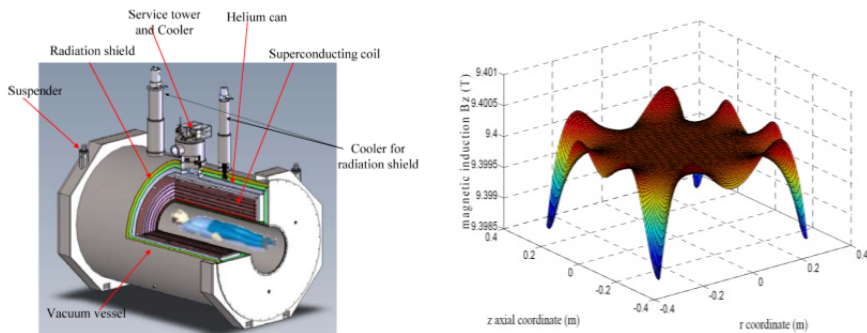 Service tower
and Cooler
Helium can
Radiation shield
Superconducting coil
Suspender
Cooler for
radiation shield
Vacuum vessel
magnetic induction Bz (T)
9.401
9.4005
9.4
9.3995
9.399
9.3985
0.4
0.2
0
-0.2
-0.4
z axial coordinate (m)
-0.4
-0.2
0
0.2
0.4
r coordinate (m)